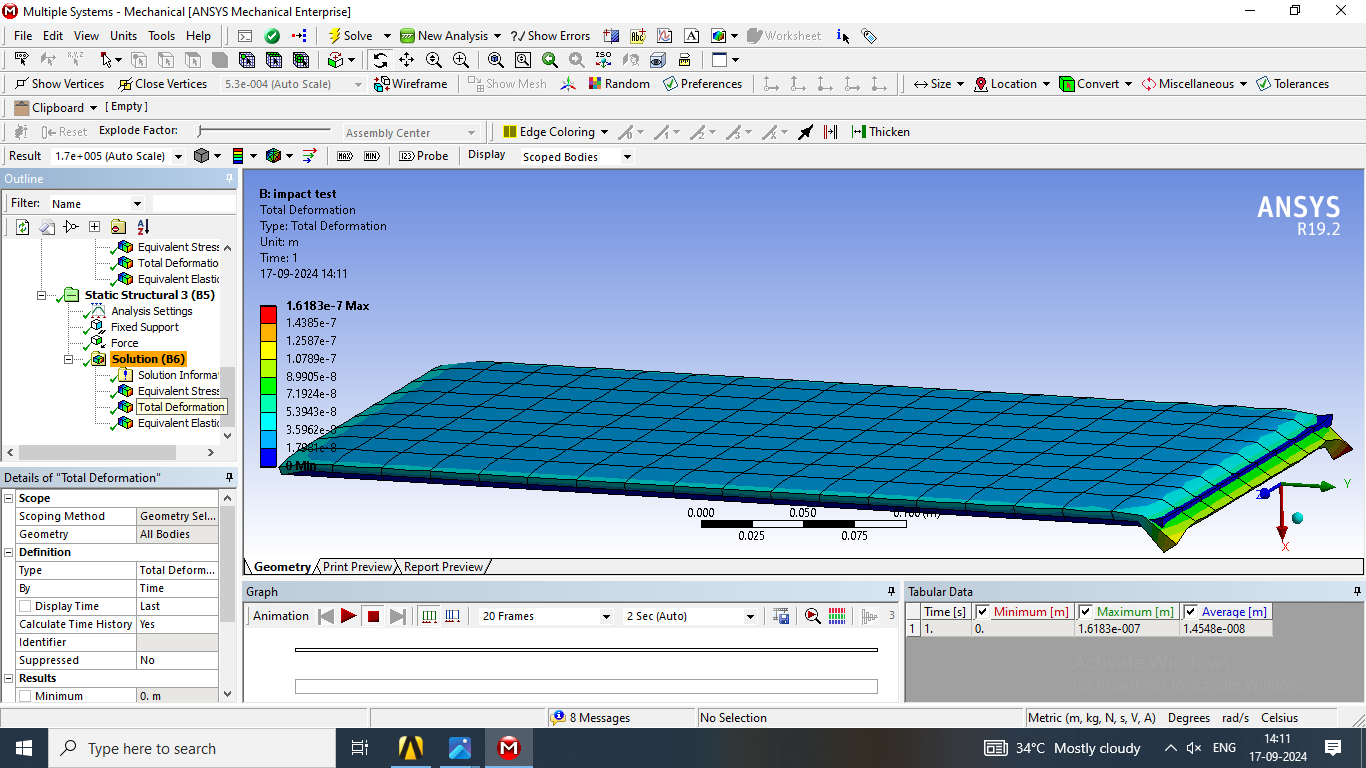 Multiple Systems - Mechanical [ANSYS Mechanical Enterprise]
File Edit View Units Tools Help Solve New Analysis Show Errors Worksheet
Show Vertices Close Vertices 5.3e-004 (Auto Scale) Wireframe Show Mesh Random Preferences Size Location Convert Miscellaneous Tolerances
Clipboard [ Empty ]
Reset Explode Factor: Assembly Center Edge Coloring Thicken
Result 1.7e+005 (Auto Scale) MAX MIN 123 Probe Display Scoped Bodies
Outline
Filter: Name
Equivalent Stress
Total Deformatio
Equivalent Elastic
Static Structural 3 (B5)
Analysis Settings
Fixed Support
Force
Solution (B6)
Solution Informa
Equivalent Stress
Total Deformation
Equivalent Elastic
Details of "Total Deformation"
Scope
Scoping Method Geometry Sel...
Geometry All Bodies
Definition
Type Total Deform...
By Time
Display Time Last
Calculate Time History Yes
Identifier
Suppressed No
Results
Minimum 0. m
B: impact test
Total Deformation
Type: Total Deformation
Unit: m
Time: 1
17-09-2024 14:11
1.6183e-7 Max
1.4385e-7
1.2587e-7
1.0789e-7
8.9905e-8
7.1924e-8
5.3943e-8
3.5962e-8
1.7981e-8
0 Min
ANSYS
R19.2
0.000 0.050 0.100 (m)
0.025 0.075
Y
Z
X
Geometry Print Preview Report Preview
Graph
Animation 20 Frames 2 Sec (Auto) 3
Tabular Data
Time [s] Minimum [m] Maximum [m] Average [m]
1 1. 0. 1.6183e-007 1.4548e-008
Activate Windows
Go to Settings to activate Windows.
8 Messages No Selection Metric (m, kg, N, s, V, A) Degrees rad/s Celsius
Type here to search 34°C Mostly cloudy ENG 14:11
17-09-2024